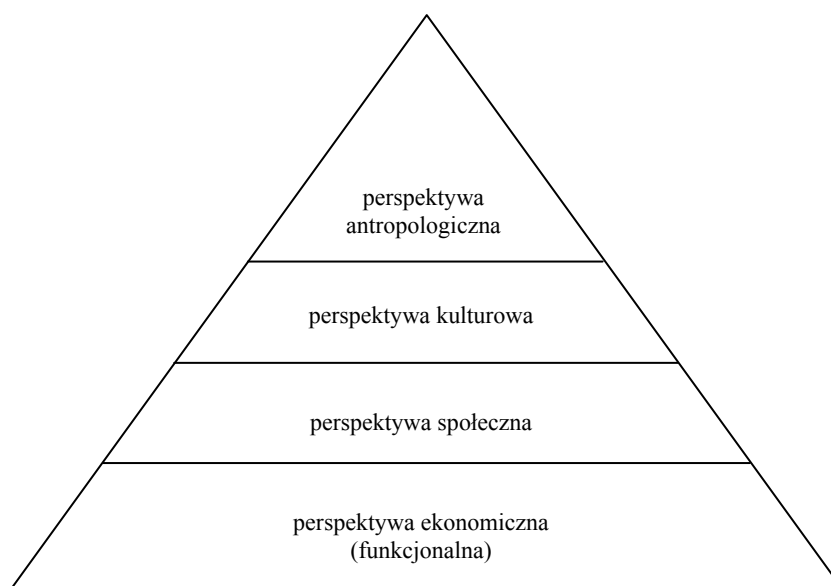 perspektywa
antropologiczna
perspektywa kulturowa
perspektywa społeczna
perspektywa ekonomiczna
(funkcjonalna)